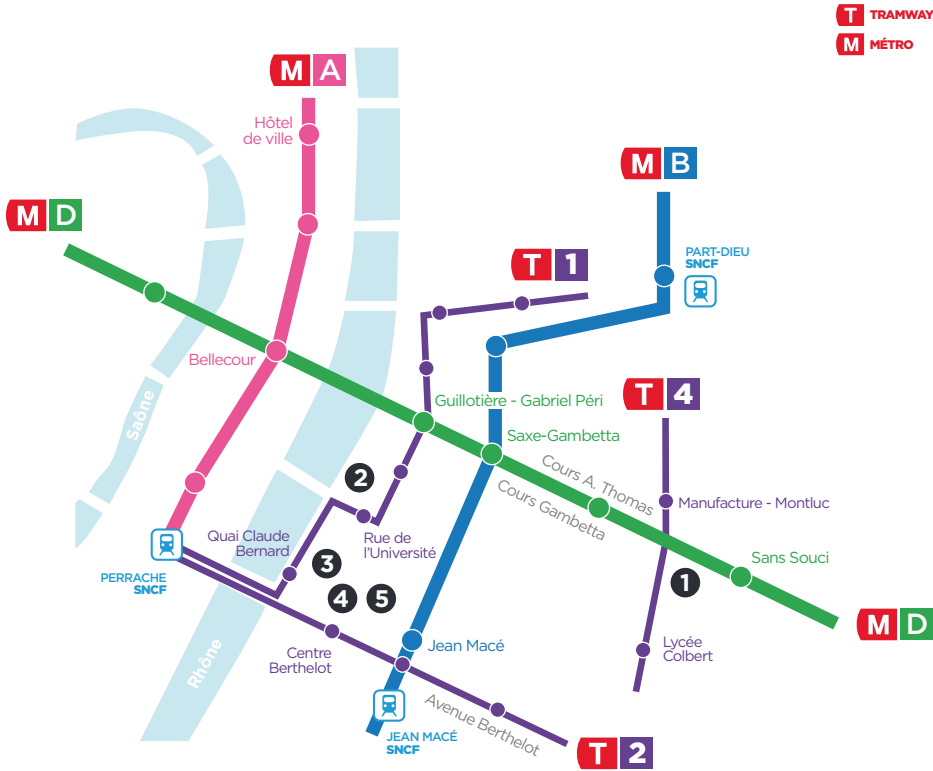 T TRAMWAY
M MÉTRO
M A
Hôtel
de ville
M B
M D
PART-DIEU
SNCF
T 1
Bellecour
Saône
Guillotière - Gabriel Péri
T 4
Saxe-Gambetta
Cours A. Thomas
Cours Gambetta
2
Manufacture - Montluc
Quai Claude
Bernard
Rue de
l'Université
Sans Souci
3
PERRACHE
SNCF
1
4
5
M D
Rhône
Centre
Berthelot
Jean Macé
Lycée
Colbert
Avenue Berthelot
JEAN MACÉ
SNCF
T 2